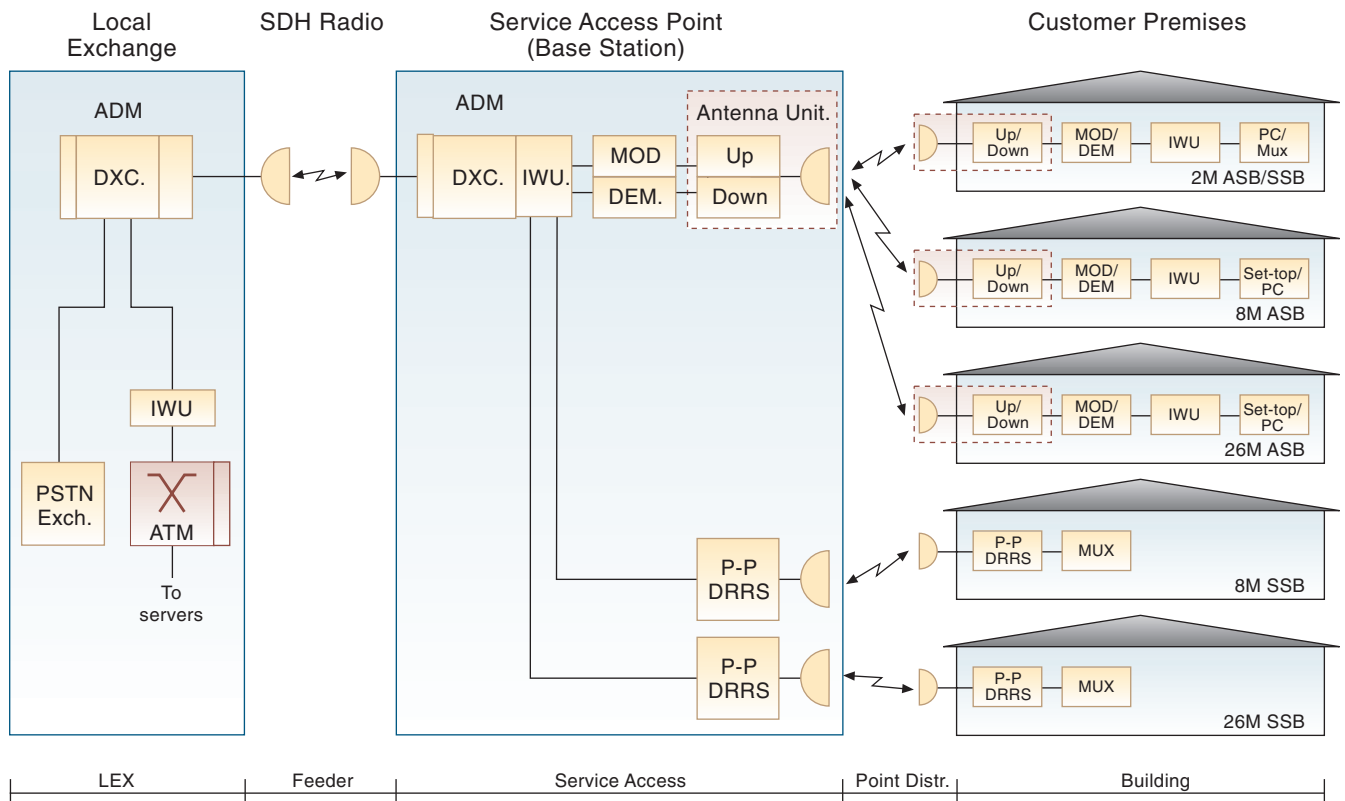 Local
Exchange
SDH Radio
Service Access Point
(Base Station)
Customer Premises
ADM
DXC.
IWU
PSTN
Exch.
ATM
To
servers
ADM
DXC.
IWU.
MOD
DEM.
Antenna Unit.
Up
Down
P-P
DRRS
P-P
DRRS
Up/
Down
MOD/
DEM
IWU
PC/
Mux
2M ASB/SSB
Up/
Down
MOD/
DEM
IWU
Set-top/
PC
8M ASB
Up/
Down
MOD/
DEM
IWU
Set-top/
PC
26M ASB
P-P
DRRS
MUX
8M SSB
P-P
DRRS
MUX
26M SSB
LEX
Feeder
Service Access
Point Distr.
Building